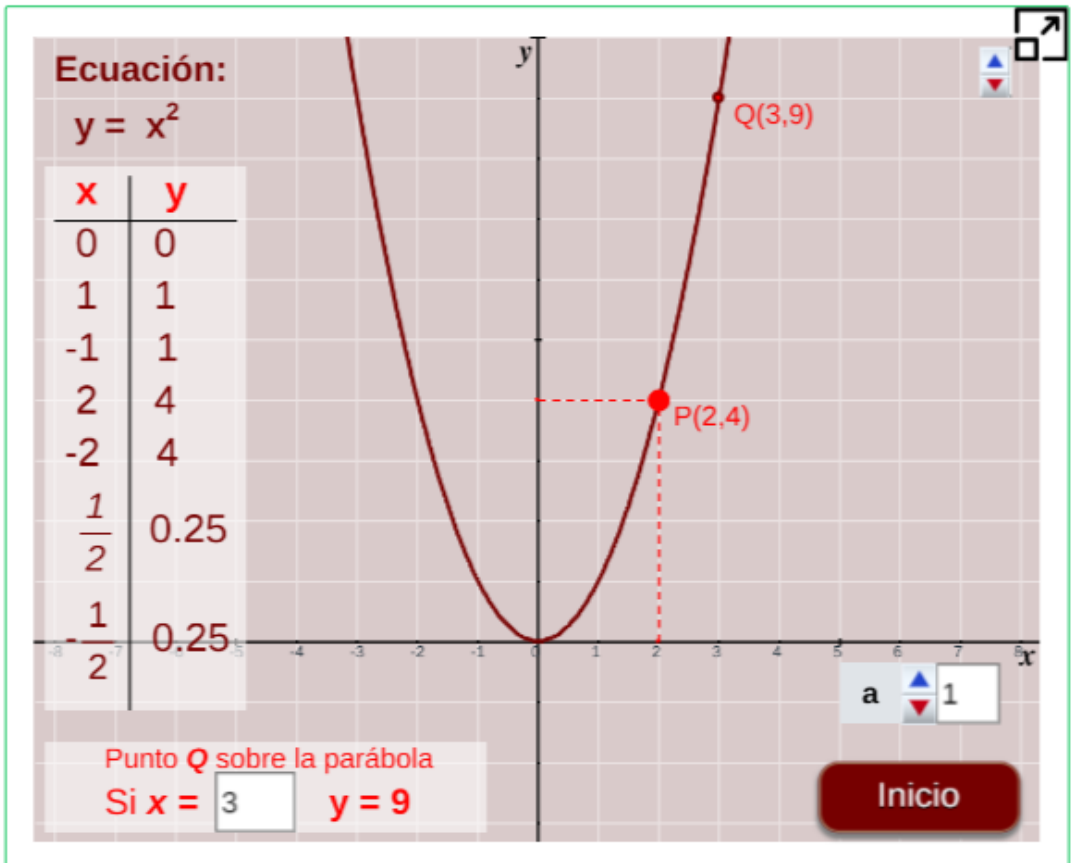 Ecuación:
y = x²
x y
0 0
1 1
-1 1
2 4
-2 4
1/2 0.25
-1/2 0.25
y
Q(3,9)
P(2,4)
-8 -7 -6 -5 -4 -3 -2 -1 0 1 2 3 4 5 6 7 8 x
a 1
Punto Q sobre la parábola
Si x = 3 y = 9
Inicio